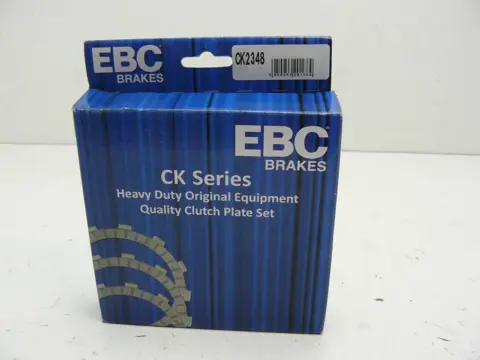 EBC
BRAKES
CK2348
EBC
BRAKES
CK Series
Heavy Duty Original Equipment
Quality Clutch Plate Set